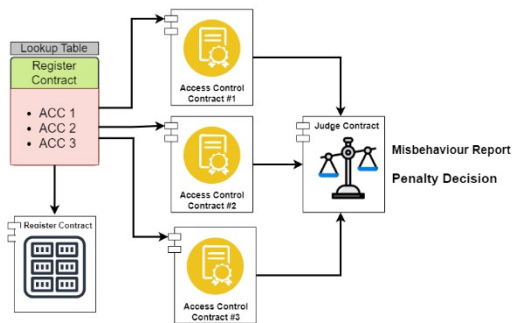 Lookup Table
Register
Contract
• ACC 1
• ACC 2
• ACC 3
Register Contract
Access Control
Contract #1
Access Control
Contract #2
Access Control
Contract #3
Judge Contract
Misbehaviour Report
Penalty Decision